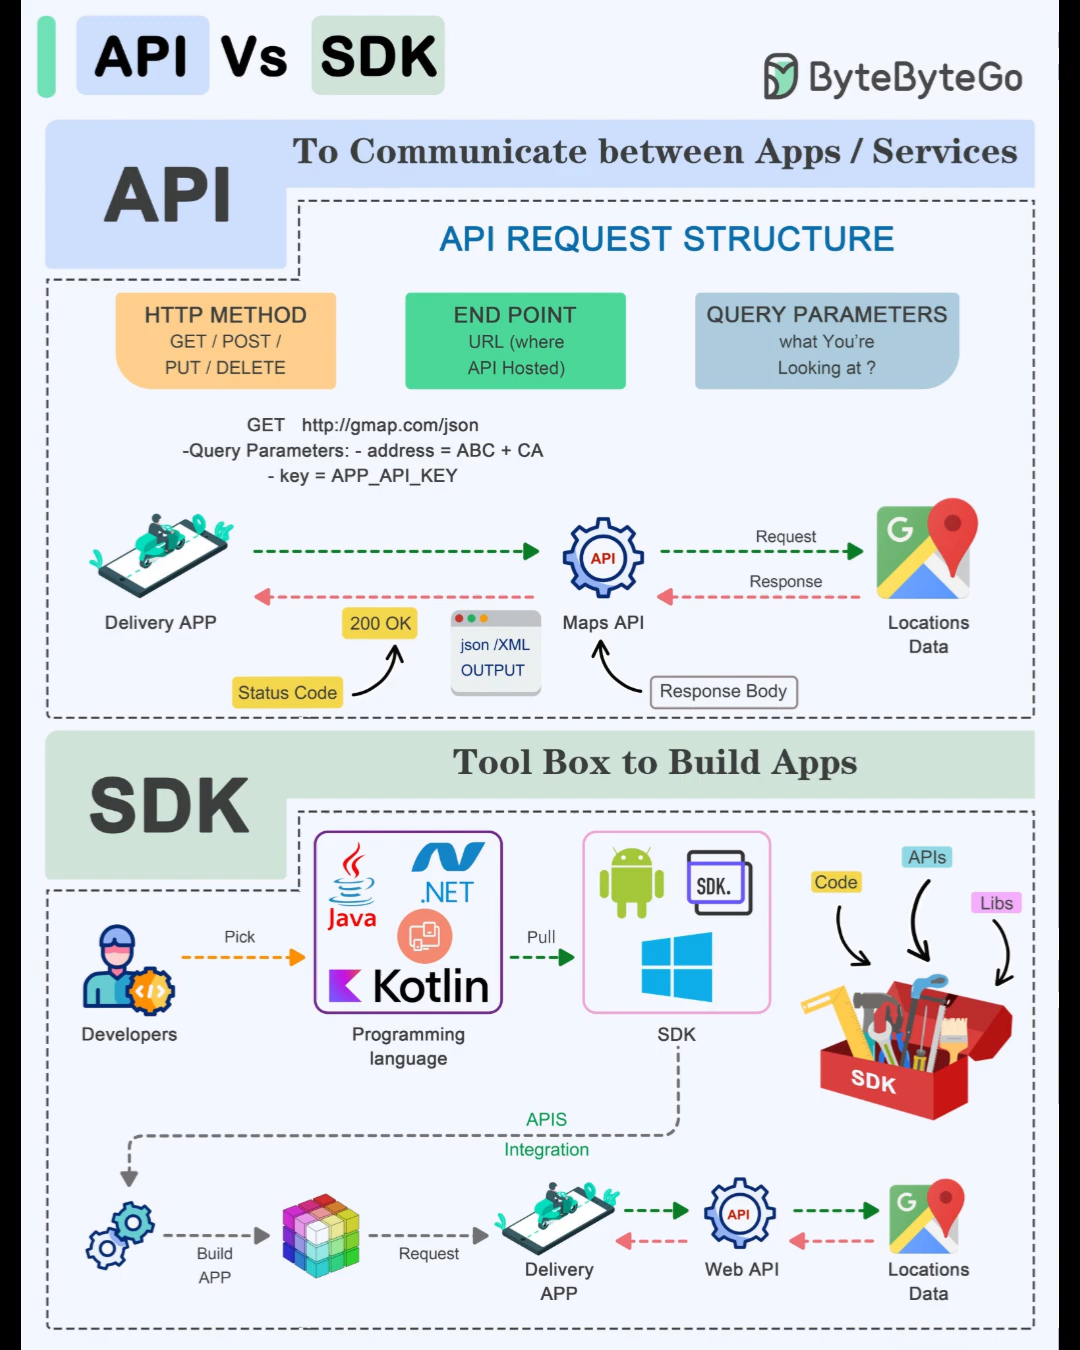 API Vs SDK
ByteByteGo
API
To Communicate between Apps / Services
API REQUEST STRUCTURE
HTTP METHOD
GET / POST /
PUT / DELETE
END POINT
URL (where
API Hosted)
QUERY PARAMETERS
what You're
Looking at ?
GET http://gmap.com/json
-Query Parameters: - address = ABC + CA
- key = APP_API_KEY
Delivery APP
API
Maps API
Request
Response
G
Locations
Data
200 OK
Status Code
json /XML
OUTPUT
Response Body
SDK
Tool Box to Build Apps
Developers
Pick
Java
.NET
Kotlin
Programming
language
Pull
SDK.
SDK
Code
APIs
Libs
SDK
APIS
Integration
Build
APP
Request
Delivery
APP
API
Web API
G
Locations
Data